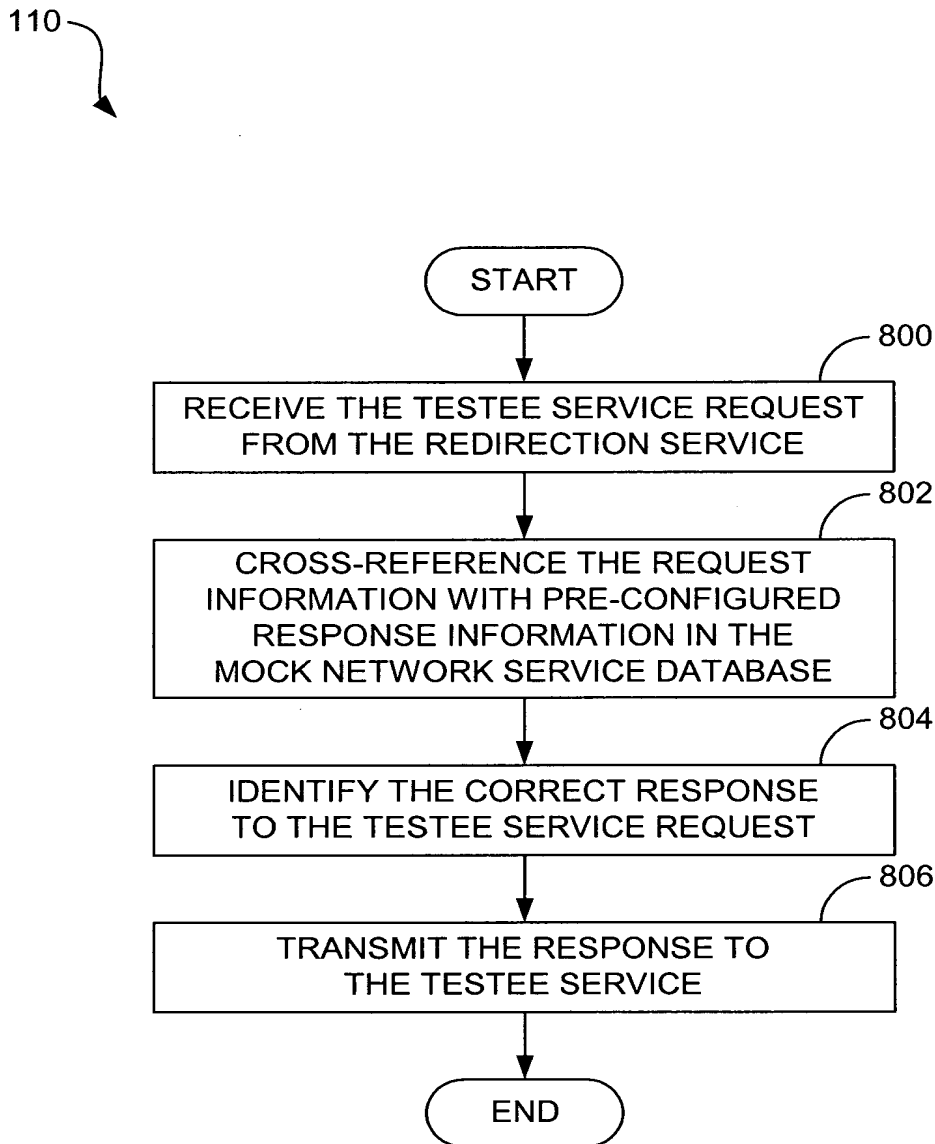 110
START
800
RECEIVE THE TESTEE SERVICE REQUEST
FROM THE REDIRECTION SERVICE
802
CROSS-REFERENCE THE REQUEST
INFORMATION WITH PRE-CONFIGURED
RESPONSE INFORMATION IN THE
MOCK NETWORK SERVICE DATABASE
804
IDENTIFY THE CORRECT RESPONSE
TO THE TESTEE SERVICE REQUEST
806
TRANSMIT THE RESPONSE TO
THE TESTEE SERVICE
END